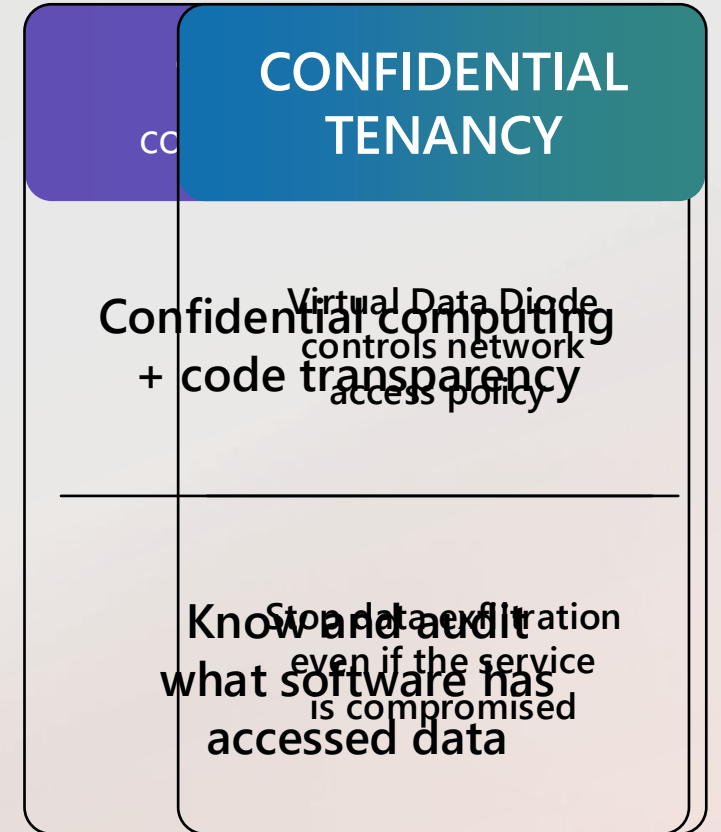 CONFIDENTIAL
TENANCY
co
Confidential computing
+ code transparency
Virtual Data Diode
controls network
access policy
Know and audit
what software has
accessed data
Stop data exfiltration
even if the service
is compromised